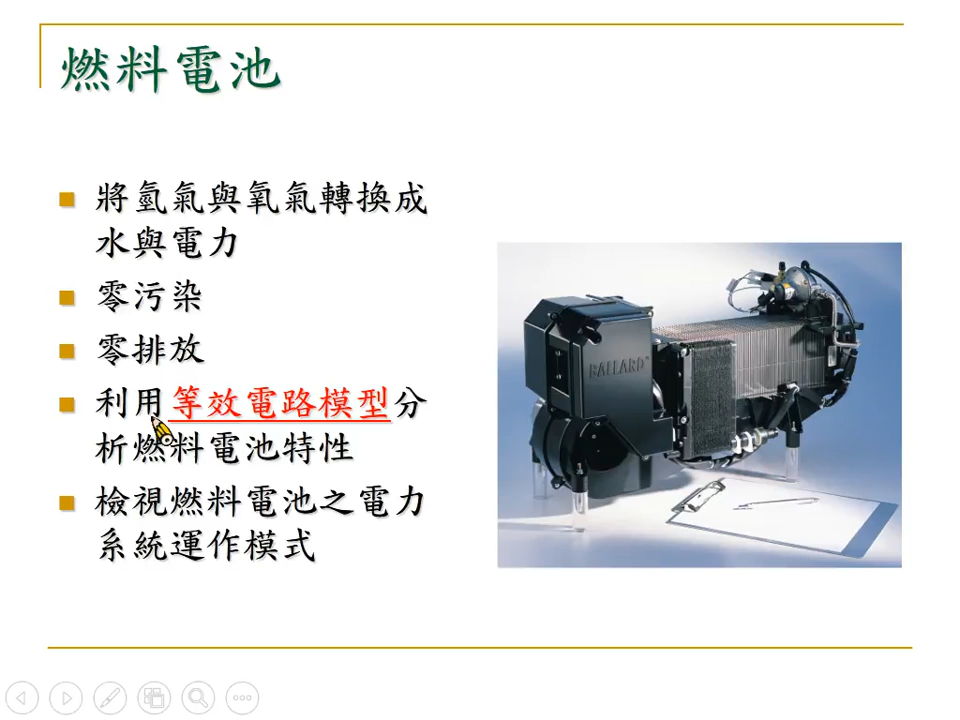 燃料電池
將氫氣與氧氣轉換成
水與電力
零污染
零排放
利用等效電路模型分
析燃料電池特性
檢視燃料電池之電力
系統運作模式
BALLARD